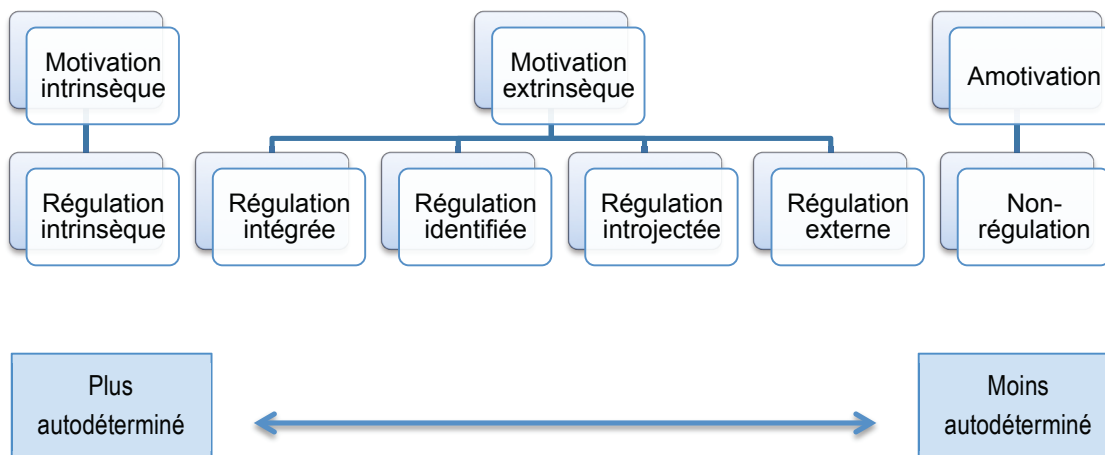 Motivation
intrinsèque
Motivation
extrinsèque
Amotivation
Régulation
intrinsèque
Régulation
intégrée
Régulation
identifiée
Régulation
introjectée
Régulation
externe
Non-
régulation
Plus
autodéterminé
Moins
autodéterminé